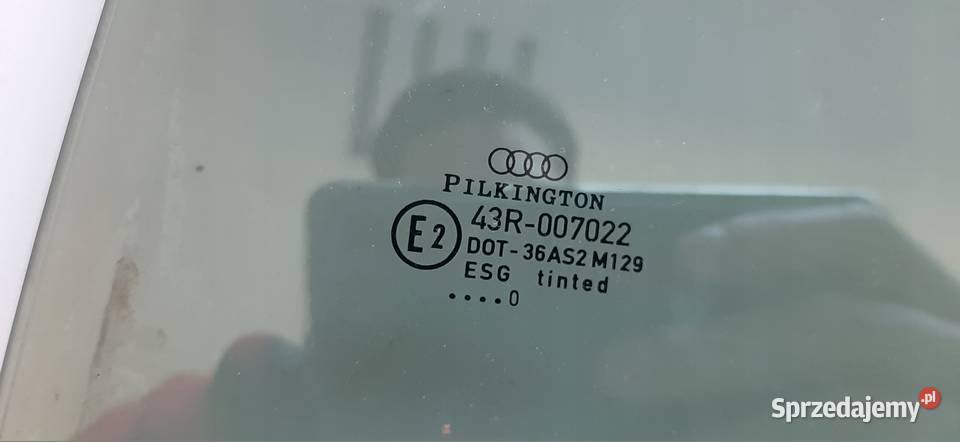 PILKINGTON
E2
43R-007022
DOT-36AS2 M129
ESG tinted
....0
Sprzedajemy.pl